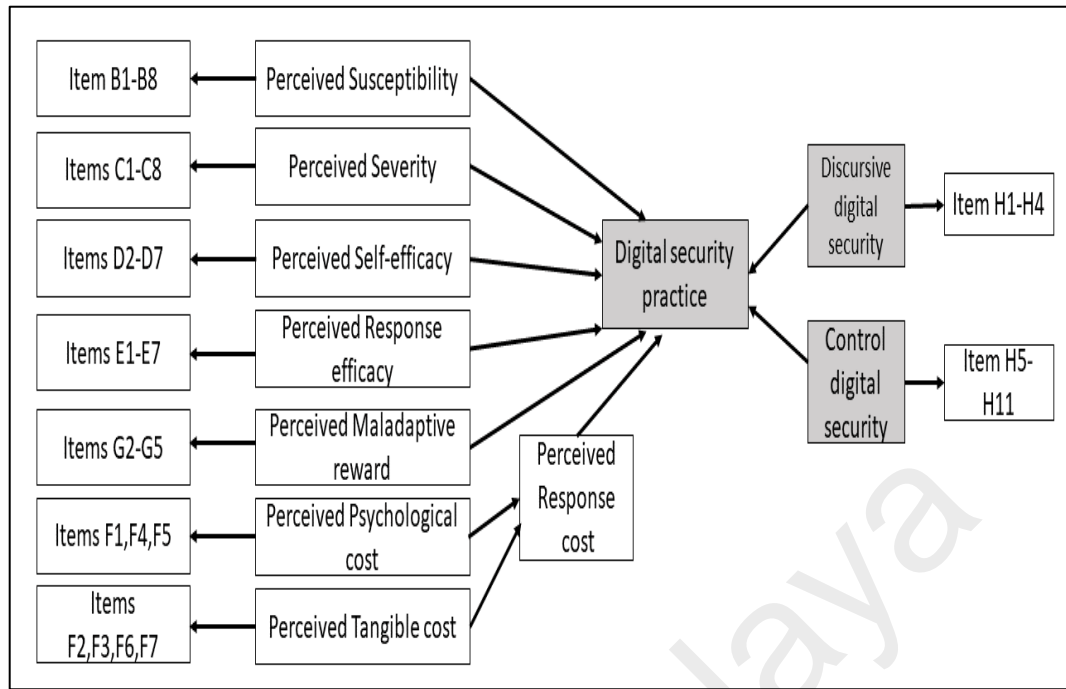 Item B1-B8
Perceived Susceptibility
Items C1-C8
Perceived Severity
Items D2-D7
Perceived Self-efficacy
Items E1-E7
Perceived Response
efficacy
Items G2-G5
Perceived Maladaptive
reward
Items F1,F4,F5
Perceived Psychological
cost
Items
F2,F3,F6,F7
Perceived Tangible cost
Perceived
Response
cost
Digital security
practice
Discursive
digital
security
Item H1-H4
Control
digital
security
Item H5-
H11
laya